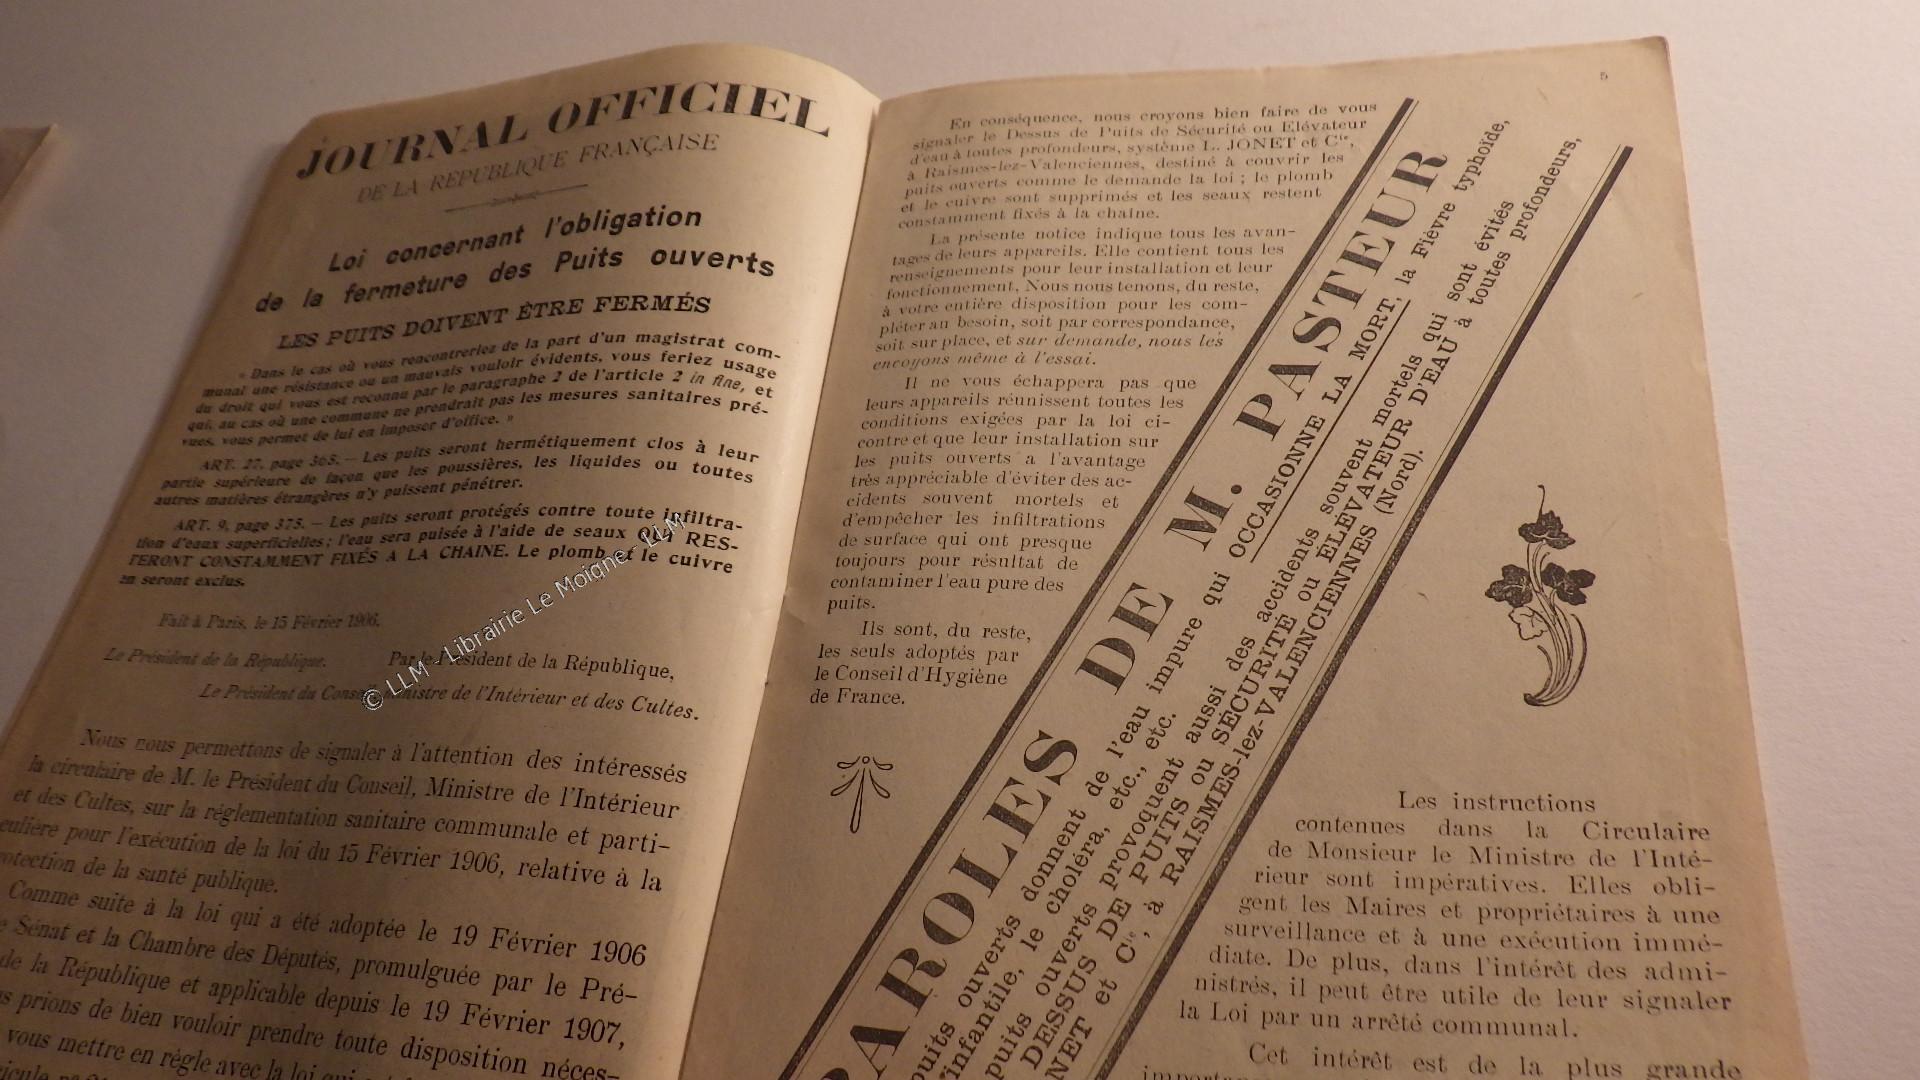 JOURNAL OFFICIEL
DE LA RÉPUBLIQUE FRANÇAISE
Loi concernant l'obligation
de la fermeture des Puits ouverts
LES PUITS DOIVENT ÊTRE FERMÉS
« Dans le cas où vous rencontreriez de la part d'un magistrat com-
munal une résistance ou un mauvais vouloir évidents, vous feriez usage
du droit qui vous est reconnu par le paragraphe 2 de l'article 2 in fine, et
qui, au cas où une commune ne prendrait pas les mesures sanitaires pré-
vues, vous permet de lui en imposer d'office. »
ART. 27, page 365. — Les puits seront hermétiquement clos à leur
partie supérieure de façon que les poussières, les liquides ou toutes
autres matières étrangères n'y puissent pénétrer.
ART. 9, page 375. — Les puits seront protégés contre toute infiltra-
tion d'eaux superficielles ; l'eau sera puisée à l'aide de seaux QUI RES-
TERONT CONSTAMMENT FIXÉS A LA CHAINE. Le plomb et le cuivre
en seront exclus.
Fait à Paris, le 15 Février 1906.
Le Président de la République. Par le Président de la République,
Le Président du Conseil, Ministre de l'Intérieur et des Cultes.
Nous nous permettons de signaler à l'attention des intéressés
la circulaire de M. le Président du Conseil, Ministre de l'Intérieur
et des Cultes, sur la réglementation sanitaire communale et parti-
culière pour l'exécution de la loi du 15 Février 1906, relative à la
protection de la santé publique.
Comme suite à la loi qui a été adoptée le 19 Février 1906
Sénat et la Chambre des Députés, promulguée par le Pré-
de la République et applicable depuis le 19 Février 1907,
prions de bien vouloir prendre toute disposition néces-
vous mettre en règle avec la loi qui
© LLM - Librairie Le Moigne - LLM
5
En conséquence, nous croyons bien faire de vous
signaler le Dessus de Puits de Sécurité ou Elévateur
d'eau à toutes profondeurs, système L. JONET et Cie,
à Raismes-lez-Valenciennes, destiné à couvrir les
puits ouverts comme le demande la loi ; le plomb
et le cuivre sont supprimés et les seaux restent
constamment fixés à la chaîne.
La présente notice indique tous les avan-
tages de leurs appareils. Elle contient tous les
renseignements pour leur installation et leur
fonctionnement. Nous nous tenons, du reste,
à votre entière disposition pour les com-
pléter au besoin, soit par correspondance,
soit sur place, et sur demande, nous les
envoyons même à l'essai.
Il ne vous échappera pas que
leurs appareils réunissent toutes les
conditions exigées par la loi ci-
contre et que leur installation sur
les puits ouverts a l'avantage
très appréciable d'éviter des ac-
cidents souvent mortels et
d'empêcher les infiltrations
de surface qui ont presque
toujours pour résultat de
contaminer l'eau pure des
puits.
Ils sont, du reste,
les seuls adoptés par
le Conseil d'Hygiène
de France.
PAROLES DE M. PASTEUR
puits ouverts donnent de l'eau impure qui OCCASIONNE LA MORT, la Fièvre typhoïde,
infantile, le choléra, etc., etc.
puits ouverts provoquent aussi des accidents souvent mortels qui sont évités
DESSUS DE PUITS ou SÉCURITÉ ou ÉLÉVATEUR D'EAU à toutes profondeurs,
NET et Cie, à RAISMES-lez-VALENCIENNES (Nord).
Les instructions
contenues dans la Circulaire
de Monsieur le Ministre de l'Inté-
rieur sont impératives. Elles obli-
gent les Maires et propriétaires à une
surveillance et à une exécution immé-
diate. De plus, dans l'intérêt des admi-
nistrés, il peut être utile de leur signaler
la Loi par un arrêté communal.
Cet intérêt est de la plus grande